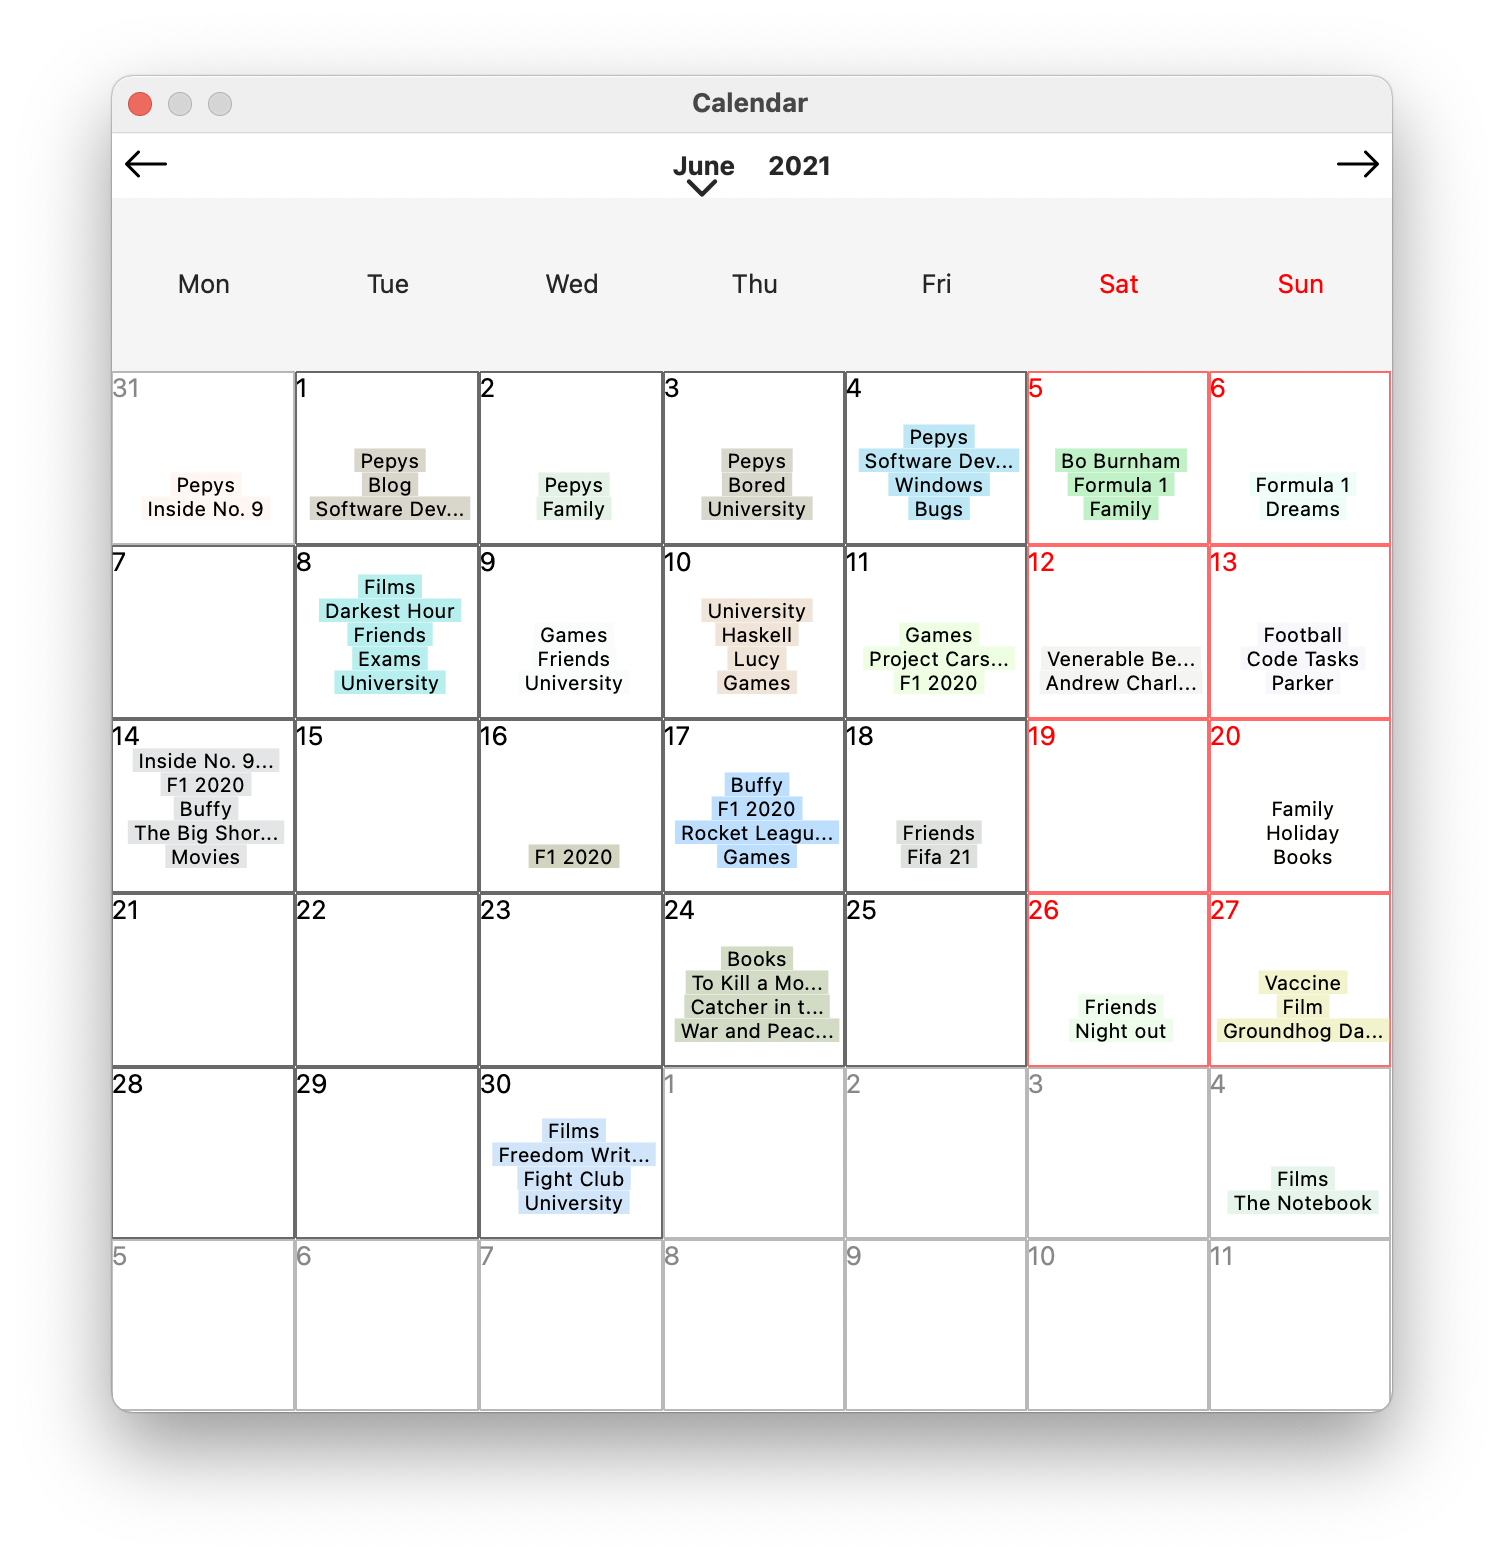 Calendar
June 2021
Mon Tue Wed Thu Fri Sat Sun
31
Pepys
Inside No. 9
1
Pepys
Blog
Software Dev...
2
Pepys
Family
3
Pepys
Bored
University
4
Pepys
Software Dev...
Windows
Bugs
5
Bo Burnham
Formula 1
Family
6
Formula 1
Dreams
7
8
Films
Darkest Hour
Friends
Exams
University
9
Games
Friends
University
10
University
Haskell
Lucy
Games
11
Games
Project Cars...
F1 2020
12
Venerable Be...
Andrew Charl...
13
Football
Code Tasks
Parker
14
Inside No. 9...
F1 2020
Buffy
The Big Shor...
Movies
15
16
F1 2020
17
Buffy
F1 2020
Rocket Leagu...
Games
18
Friends
Fifa 21
19
20
Family
Holiday
Books
21
22
23
24
Books
To Kill a Mo...
Catcher in t...
War and Peac...
25
26
Friends
Night out
27
Vaccine
Film
Groundhog Da...
28
29
30
Films
Freedom Writ...
Fight Club
University
1
2
3
4
Films
The Notebook
5
6
7
8
9
10
11